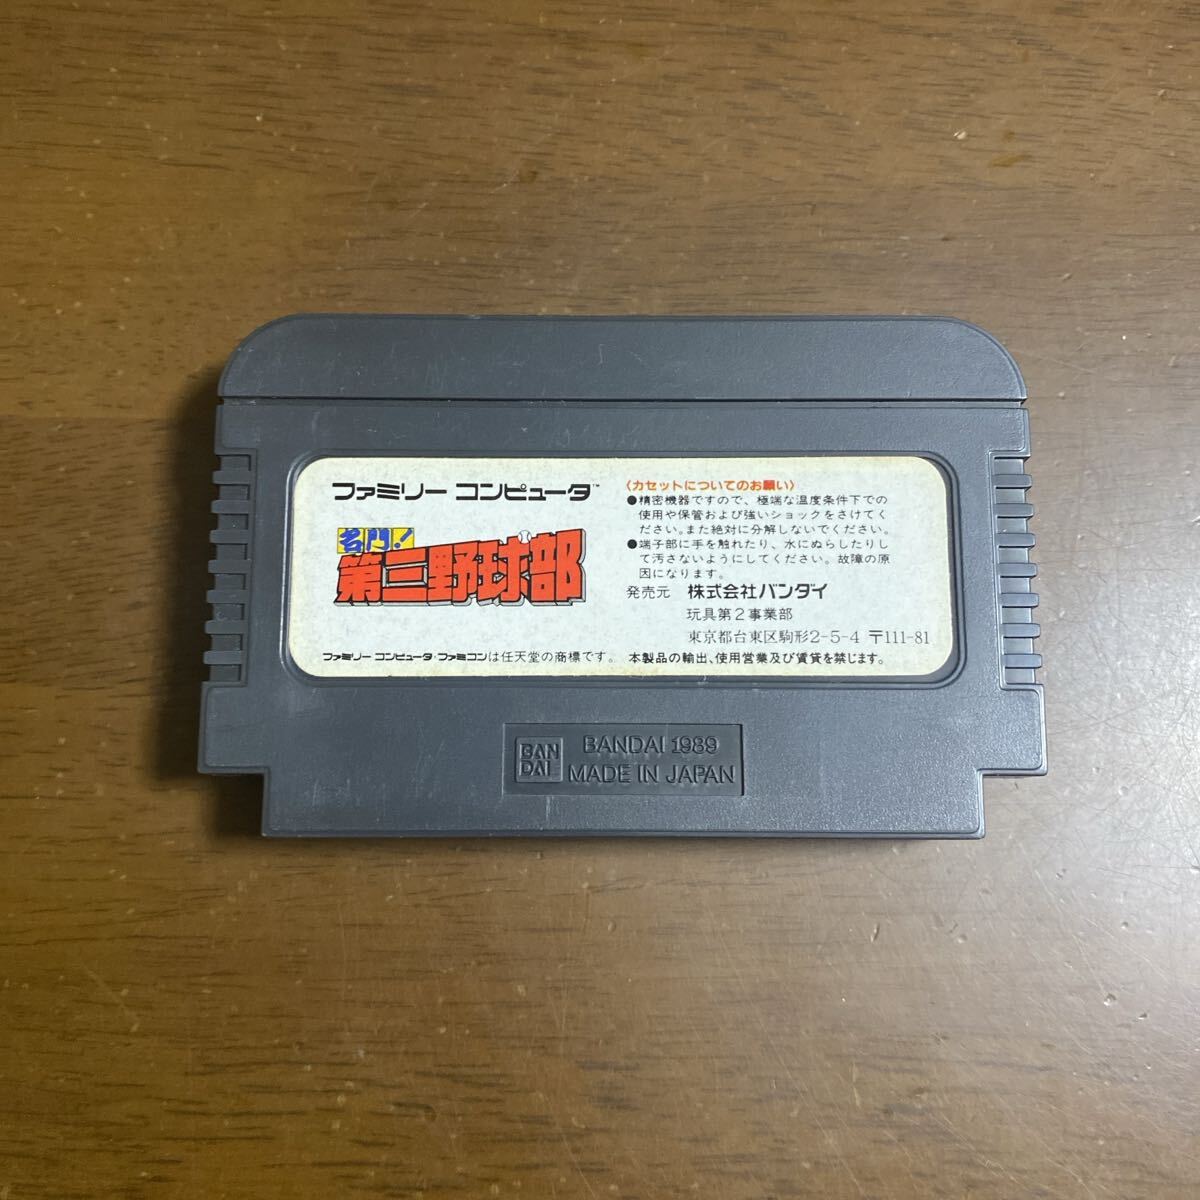 ファミリー コンピュータ™
名門!
第三野球部
ファミリー コンピュータ・ファミコンは任天堂の商標です。
〈カセットについてのお願い〉
●精密機器ですので、極端な温度条件下での
使用や保管および強いショックをさけてく
ださい。また絶対に分解しないでください。
●端子部に手を触れたり、水にぬらしたりし
て汚さないようにしてください。故障の原
因になります。
発売元 株式会社バンダイ
玩具第2事業部
東京都台東区駒形2-5-4 〒111-81
本製品の輸出、使用営業及び賃貸を禁じます。
BAN
DAI
BANDAI 1989
MADE IN JAPAN